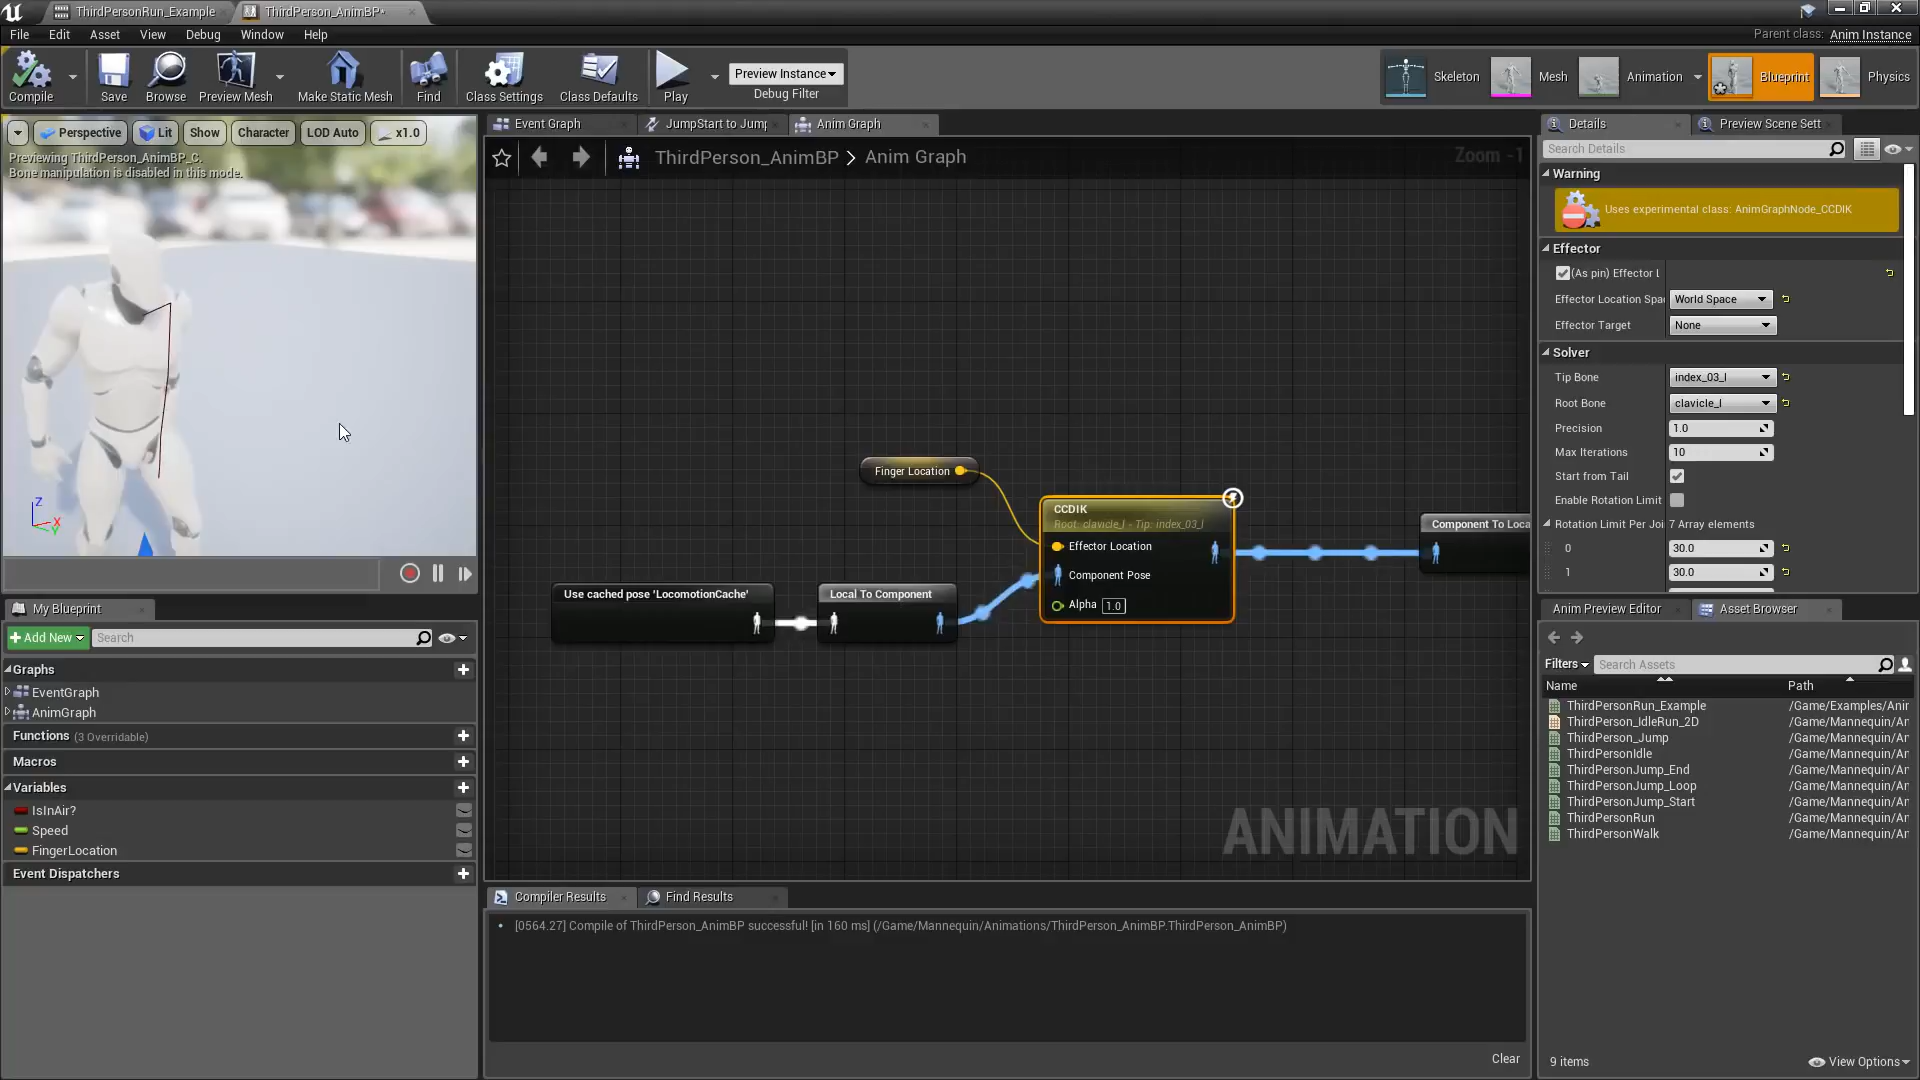 ThirdPersonRun_Example
ThirdPerson_AnimBP*
File Edit Asset View Debug Window Help
Parent class: Anim Instance
Compile
Save
Browse
Preview Mesh
Make Static Mesh
Find
Class Settings
Class Defaults
Play
Preview Instance
Debug Filter
Skeleton
Mesh
Animation
Blueprint
Physics
Perspective
Lit
Show
Character
LOD Auto
x1.0
Previewing ThirdPerson_AnimBP_C.
Bone manipulation is disabled in this mode.
Z
X
Y
Event Graph
JumpStart to Jump
Anim Graph
ThirdPerson_AnimBP > Anim Graph
Zoom -1
Finger Location
CCDIK
Root: clavicle_l - Tip: index_03_l
Effector Location
Component Pose
Alpha 1.0
Use cached pose 'LocomotionCache'
Local To Component
Component To Loca
ANIMATION
My Blueprint
Add New
Search
Graphs
EventGraph
AnimGraph
Functions (3 Overridable)
Macros
Variables
IsInAir?
Speed
FingerLocation
Event Dispatchers
Compiler Results
Find Results
[0564.27] Compile of ThirdPerson_AnimBP successful! [in 160 ms] (/Game/Mannequin/Animations/ThirdPerson_AnimBP.ThirdPerson_AnimBP)
Clear
Details
Preview Scene Sett
Search Details
Warning
Uses experimental class: AnimGraphNode_CCDIK
Effector
(As pin) Effector L
Effector Location Spac World Space
Effector Target None
Solver
Tip Bone index_03_l
Root Bone clavicle_l
Precision 1.0
Max Iterations 10
Start from Tail
Enable Rotation Limit
Rotation Limit Per Joi 7 Array elements
0 30.0
1 30.0
Anim Preview Editor
Asset Browser
Filters
Search Assets
Name Path
ThirdPersonRun_Example /Game/Examples/Anir
ThirdPerson_IdleRun_2D /Game/Mannequin/Ar
ThirdPerson_Jump /Game/Mannequin/Ar
ThirdPersonIdle /Game/Mannequin/Ar
ThirdPersonJump_End /Game/Mannequin/Ar
ThirdPersonJump_Loop /Game/Mannequin/Ar
ThirdPersonJump_Start /Game/Mannequin/Ar
ThirdPersonRun /Game/Mannequin/Ar
ThirdPersonWalk /Game/Mannequin/Ar
9 items
View Options